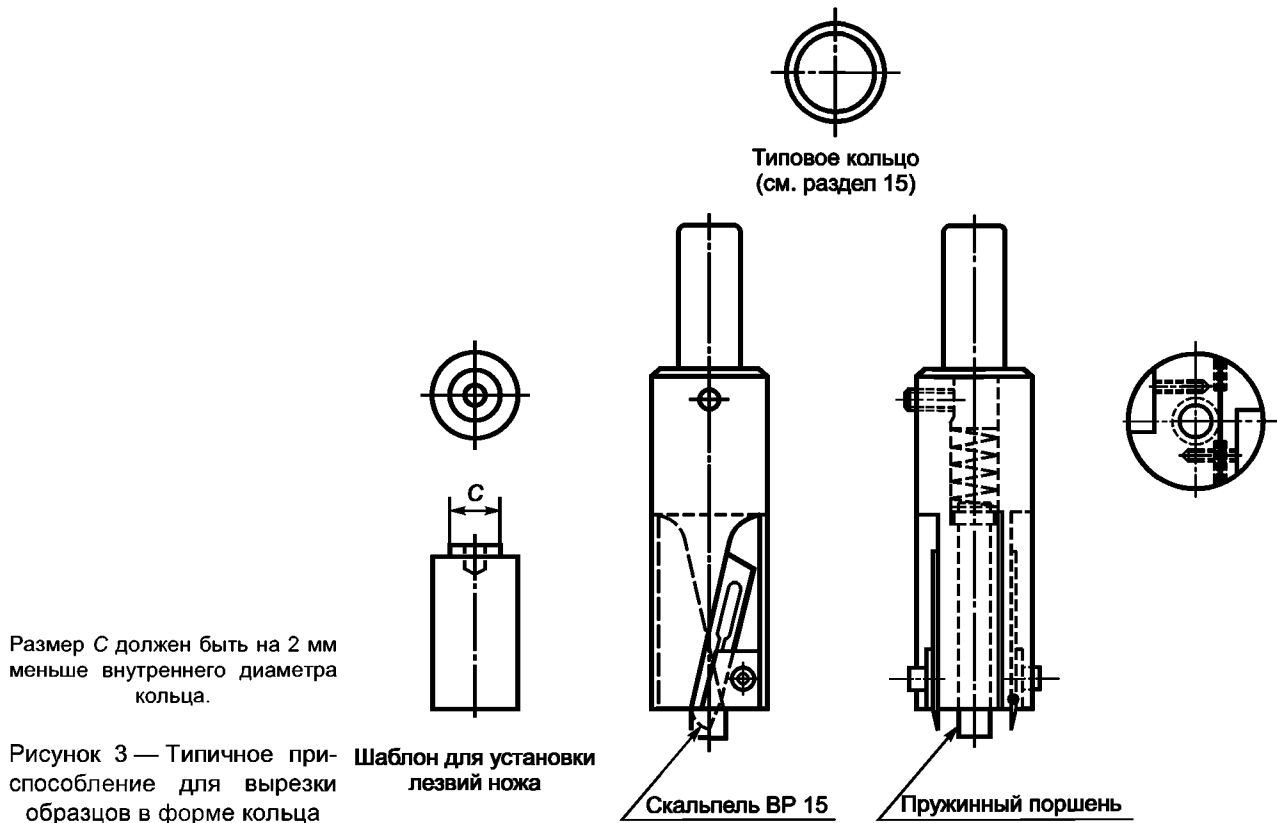 Типовое кольцо
(см. раздел 15)
C
Размер C должен быть на 2 мм
меньше внутреннего диаметра
кольца.
Рисунок 3 — Типичное при-
способление для вырезки
образцов в форме кольца
Шаблон для установки
лезвий ножа
Скальпель BP 15
Пружинный поршень